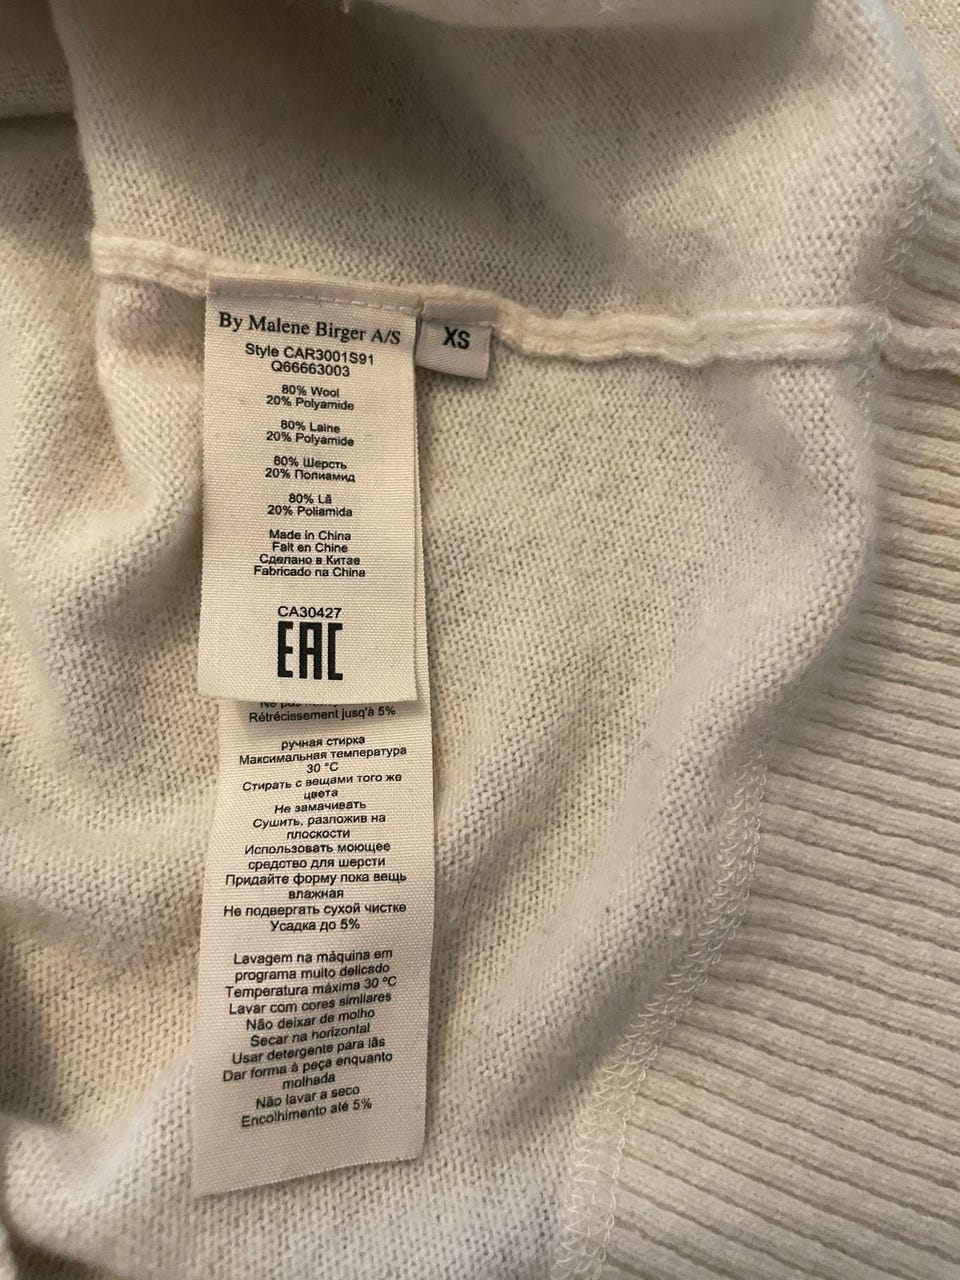 By Malene Birger A/S
XS
Style CAR3001S91
Q66663003
80% Wool
20% Polyamide
80% Laine
20% Polyamide
80% Шерсть
20% Полиамид
80% Lã
20% Poliamida
Made in China
Fait en Chine
Сделано в Китае
Fabricado na China
CA30427
EAC
Ne pas
Rétrécissement jusq'à 5%
ручная стирка
Максимальная температура
30 °C
Стирать с вещами того же
цвета
Не замачивать
Сушить, разложив на
плоскости
Использовать моющее
средство для шерсти
Придайте форму пока вещь
влажная
Не подвергать сухой чистке
Усадка до 5%
Lavagem na máquina em
programa muito delicado
Temperatura máxima 30 °C
Lavar com cores similares
Não deixar de molho
Secar na horizontal
Usar detergente para lãs
Dar forma à peça enquanto
molhada
Não lavar a seco
Encolhimento até 5%